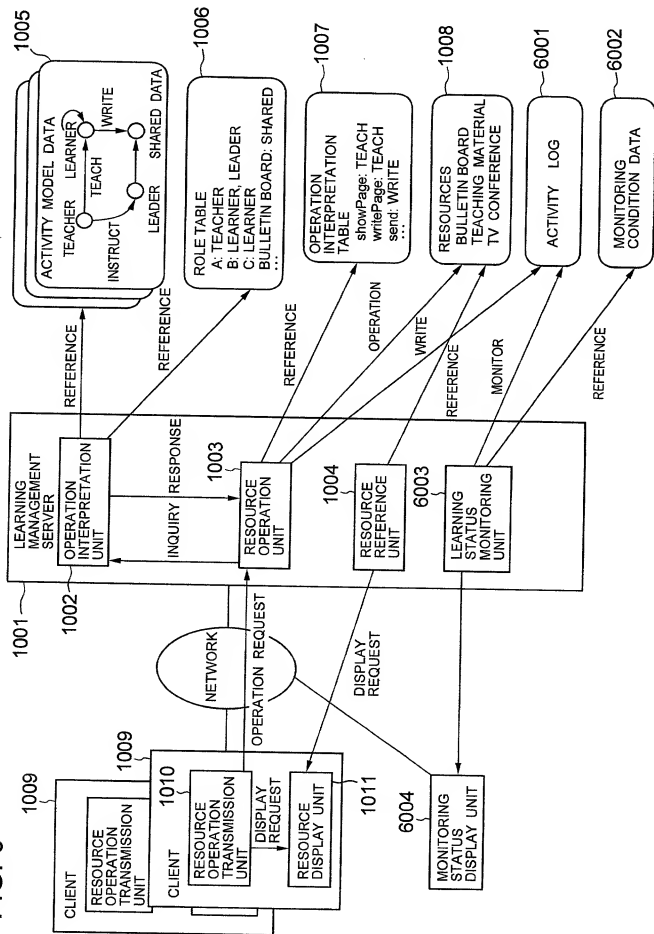 1009
CLIENT
RESOURCE
OPERATION
TRANSMISSION
UNIT
1009
CLIENT
1010
RESOURCE
OPERATION
TRANSMISSION
UNIT
DISPLAY
REQUEST
RESOURCE
DISPLAY UNIT
1011
NETWORK
OPERATION REQUEST
DISPLAY
REQUEST
6004
MONITORING
STATUS
DISPLAY UNIT
1001
LEARNING
MANAGEMENT
SERVER
1002
OPERATION
INTERPRETATION
UNIT
INQUIRY
RESPONSE
1003
RESOURCE
OPERATION
UNIT
1004
RESOURCE
REFERENCE
UNIT
6003
LEARNING
STATUS
MONITORING
UNIT
REFERENCE
REFERENCE
REFERENCE
OPERATION
WRITE
REFERENCE
MONITOR
REFERENCE
1005
ACTIVITY MODEL DATA
TEACHER
LEARNER
TEACH
WRITE
INSTRUCT
LEADER
SHARED DATA
1006
ROLE TABLE
A: TEACHER
B: LEARNER, LEADER
C: LEARNER
BULLETIN BOARD: SHARED
...
1007
OPERATION
INTERPRETATION
TABLE
showPage: TEACH
writePage: TEACH
send: WRITE
...
1008
RESOURCES
BULLETIN BOARD
TEACHING MATERIAL
TV CONFERENCE
6001
ACTIVITY LOG
6002
MONITORING
CONDITION DATA